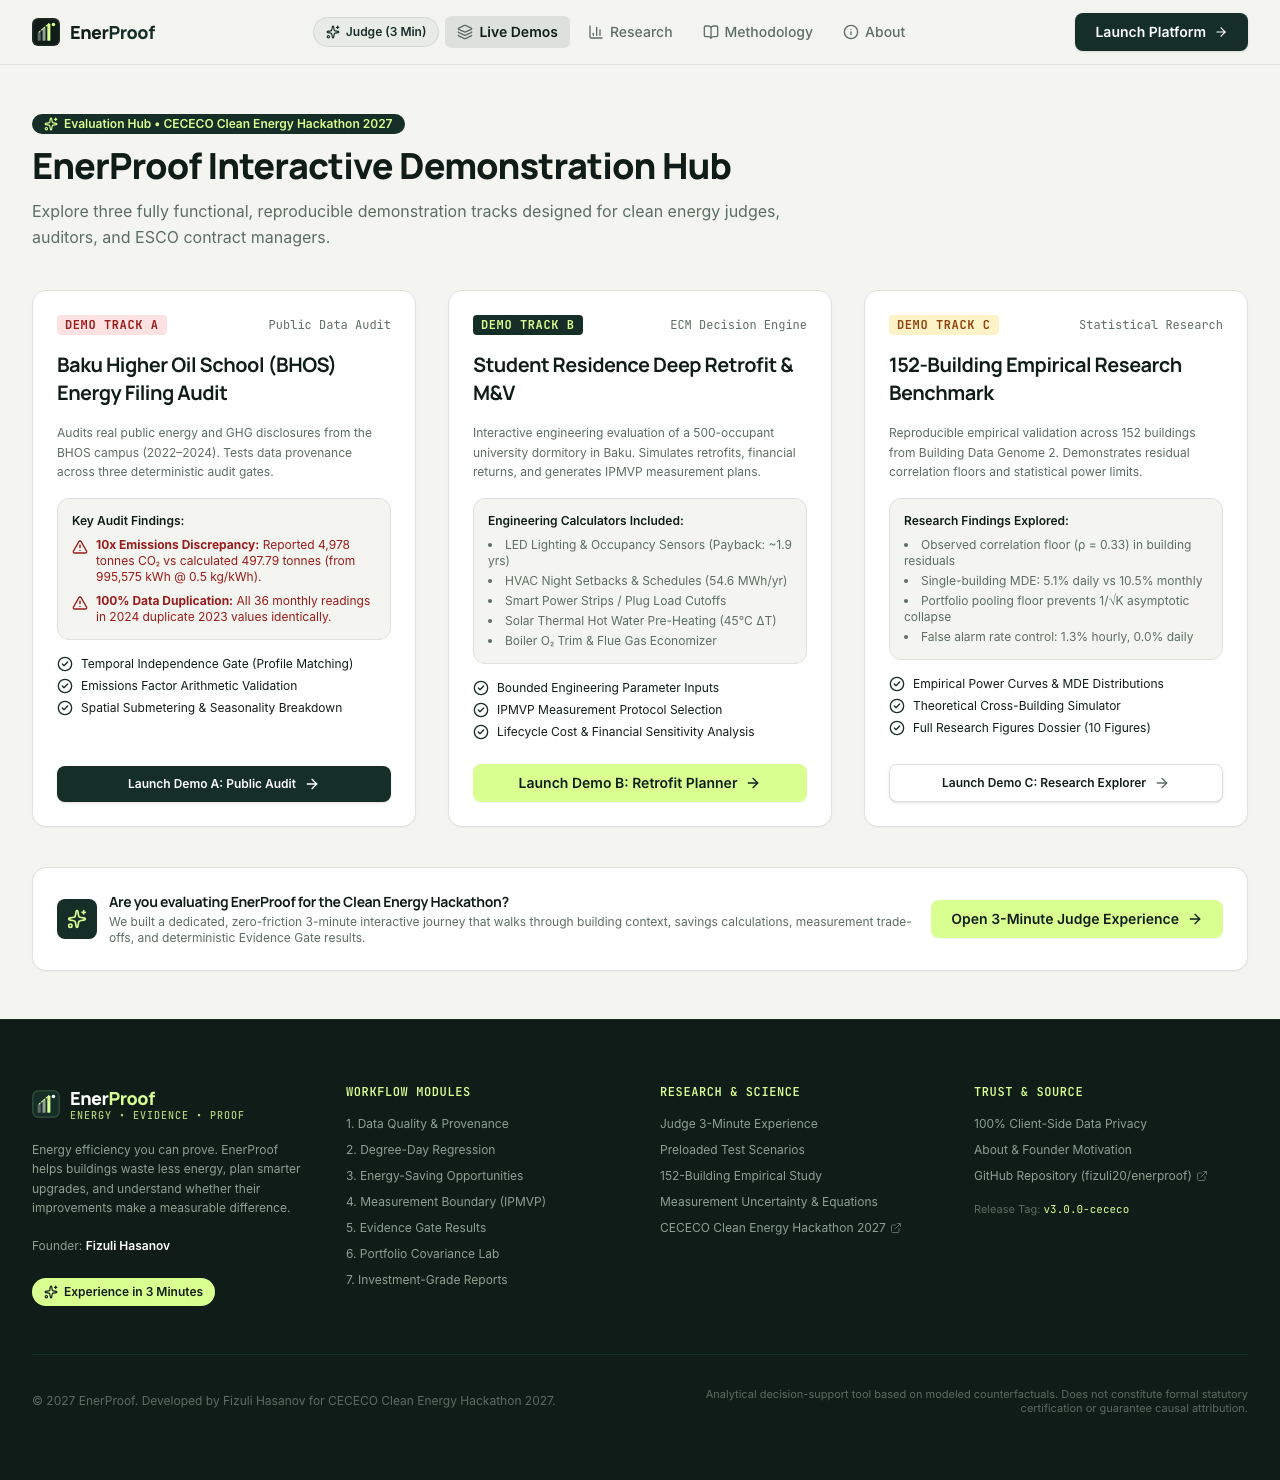 EnerProof
Judge (3 Min)
Live Demos
Research
Methodology
About
Launch Platform
Evaluation Hub • CECECO Clean Energy Hackathon 2027
EnerProof Interactive Demonstration Hub
Explore three fully functional, reproducible demonstration tracks designed for clean energy judges,
auditors, and ESCO contract managers.
DEMO TRACK A
Public Data Audit
Baku Higher Oil School (BHOS)
Energy Filing Audit
Audits real public energy and GHG disclosures from the
BHOS campus (2022–2024). Tests data provenance
across three deterministic audit gates.
Key Audit Findings:
10x Emissions Discrepancy: Reported 4,978
tonnes CO₂ vs calculated 497.79 tonnes (from
995,575 kWh @ 0.5 kg/kWh).
100% Data Duplication: All 36 monthly readings
in 2024 duplicate 2023 values identically.
Temporal Independence Gate (Profile Matching)
Emissions Factor Arithmetic Validation
Spatial Submetering & Seasonality Breakdown
Launch Demo A: Public Audit
DEMO TRACK B
ECM Decision Engine
Student Residence Deep Retrofit &
M&V
Interactive engineering evaluation of a 500-occupant
university dormitory in Baku. Simulates retrofits, financial
returns, and generates IPMVP measurement plans.
Engineering Calculators Included:
• LED Lighting & Occupancy Sensors (Payback: ~1.9
yrs)
• HVAC Night Setbacks & Schedules (54.6 MWh/yr)
• Smart Power Strips / Plug Load Cutoffs
• Solar Thermal Hot Water Pre-Heating (45°C ΔT)
• Boiler O₂ Trim & Flue Gas Economizer
Bounded Engineering Parameter Inputs
IPMVP Measurement Protocol Selection
Lifecycle Cost & Financial Sensitivity Analysis
Launch Demo B: Retrofit Planner
DEMO TRACK C
Statistical Research
152-Building Empirical Research
Benchmark
Reproducible empirical validation across 152 buildings
from Building Data Genome 2. Demonstrates residual
correlation floors and statistical power limits.
Research Findings Explored:
• Observed correlation floor (ρ = 0.33) in building
residuals
• Single-building MDE: 5.1% daily vs 10.5% monthly
• Portfolio pooling floor prevents 1/√K asymptotic
collapse
• False alarm rate control: 1.3% hourly, 0.0% daily
Empirical Power Curves & MDE Distributions
Theoretical Cross-Building Simulator
Full Research Figures Dossier (10 Figures)
Launch Demo C: Research Explorer
Are you evaluating EnerProof for the Clean Energy Hackathon?
We built a dedicated, zero-friction 3-minute interactive journey that walks through building context, savings calculations, measurement trade-
offs, and deterministic Evidence Gate results.
Open 3-Minute Judge Experience
EnerProof
ENERGY • EVIDENCE • PROOF
Energy efficiency you can prove. EnerProof
helps buildings waste less energy, plan smarter
upgrades, and understand whether their
improvements make a measurable difference.
Founder: Fizuli Hasanov
Experience in 3 Minutes
WORKFLOW MODULES
1. Data Quality & Provenance
2. Degree-Day Regression
3. Energy-Saving Opportunities
4. Measurement Boundary (IPMVP)
5. Evidence Gate Results
6. Portfolio Covariance Lab
7. Investment-Grade Reports
RESEARCH & SCIENCE
Judge 3-Minute Experience
Preloaded Test Scenarios
152-Building Empirical Study
Measurement Uncertainty & Equations
CECECO Clean Energy Hackathon 2027
TRUST & SOURCE
100% Client-Side Data Privacy
About & Founder Motivation
GitHub Repository (fizuli20/enerproof)
Release Tag: v3.0.0-cececo
© 2027 EnerProof. Developed by Fizuli Hasanov for CECECO Clean Energy Hackathon 2027.
Analytical decision-support tool based on modeled counterfactuals. Does not constitute formal statutory
certification or guarantee causal attribution.